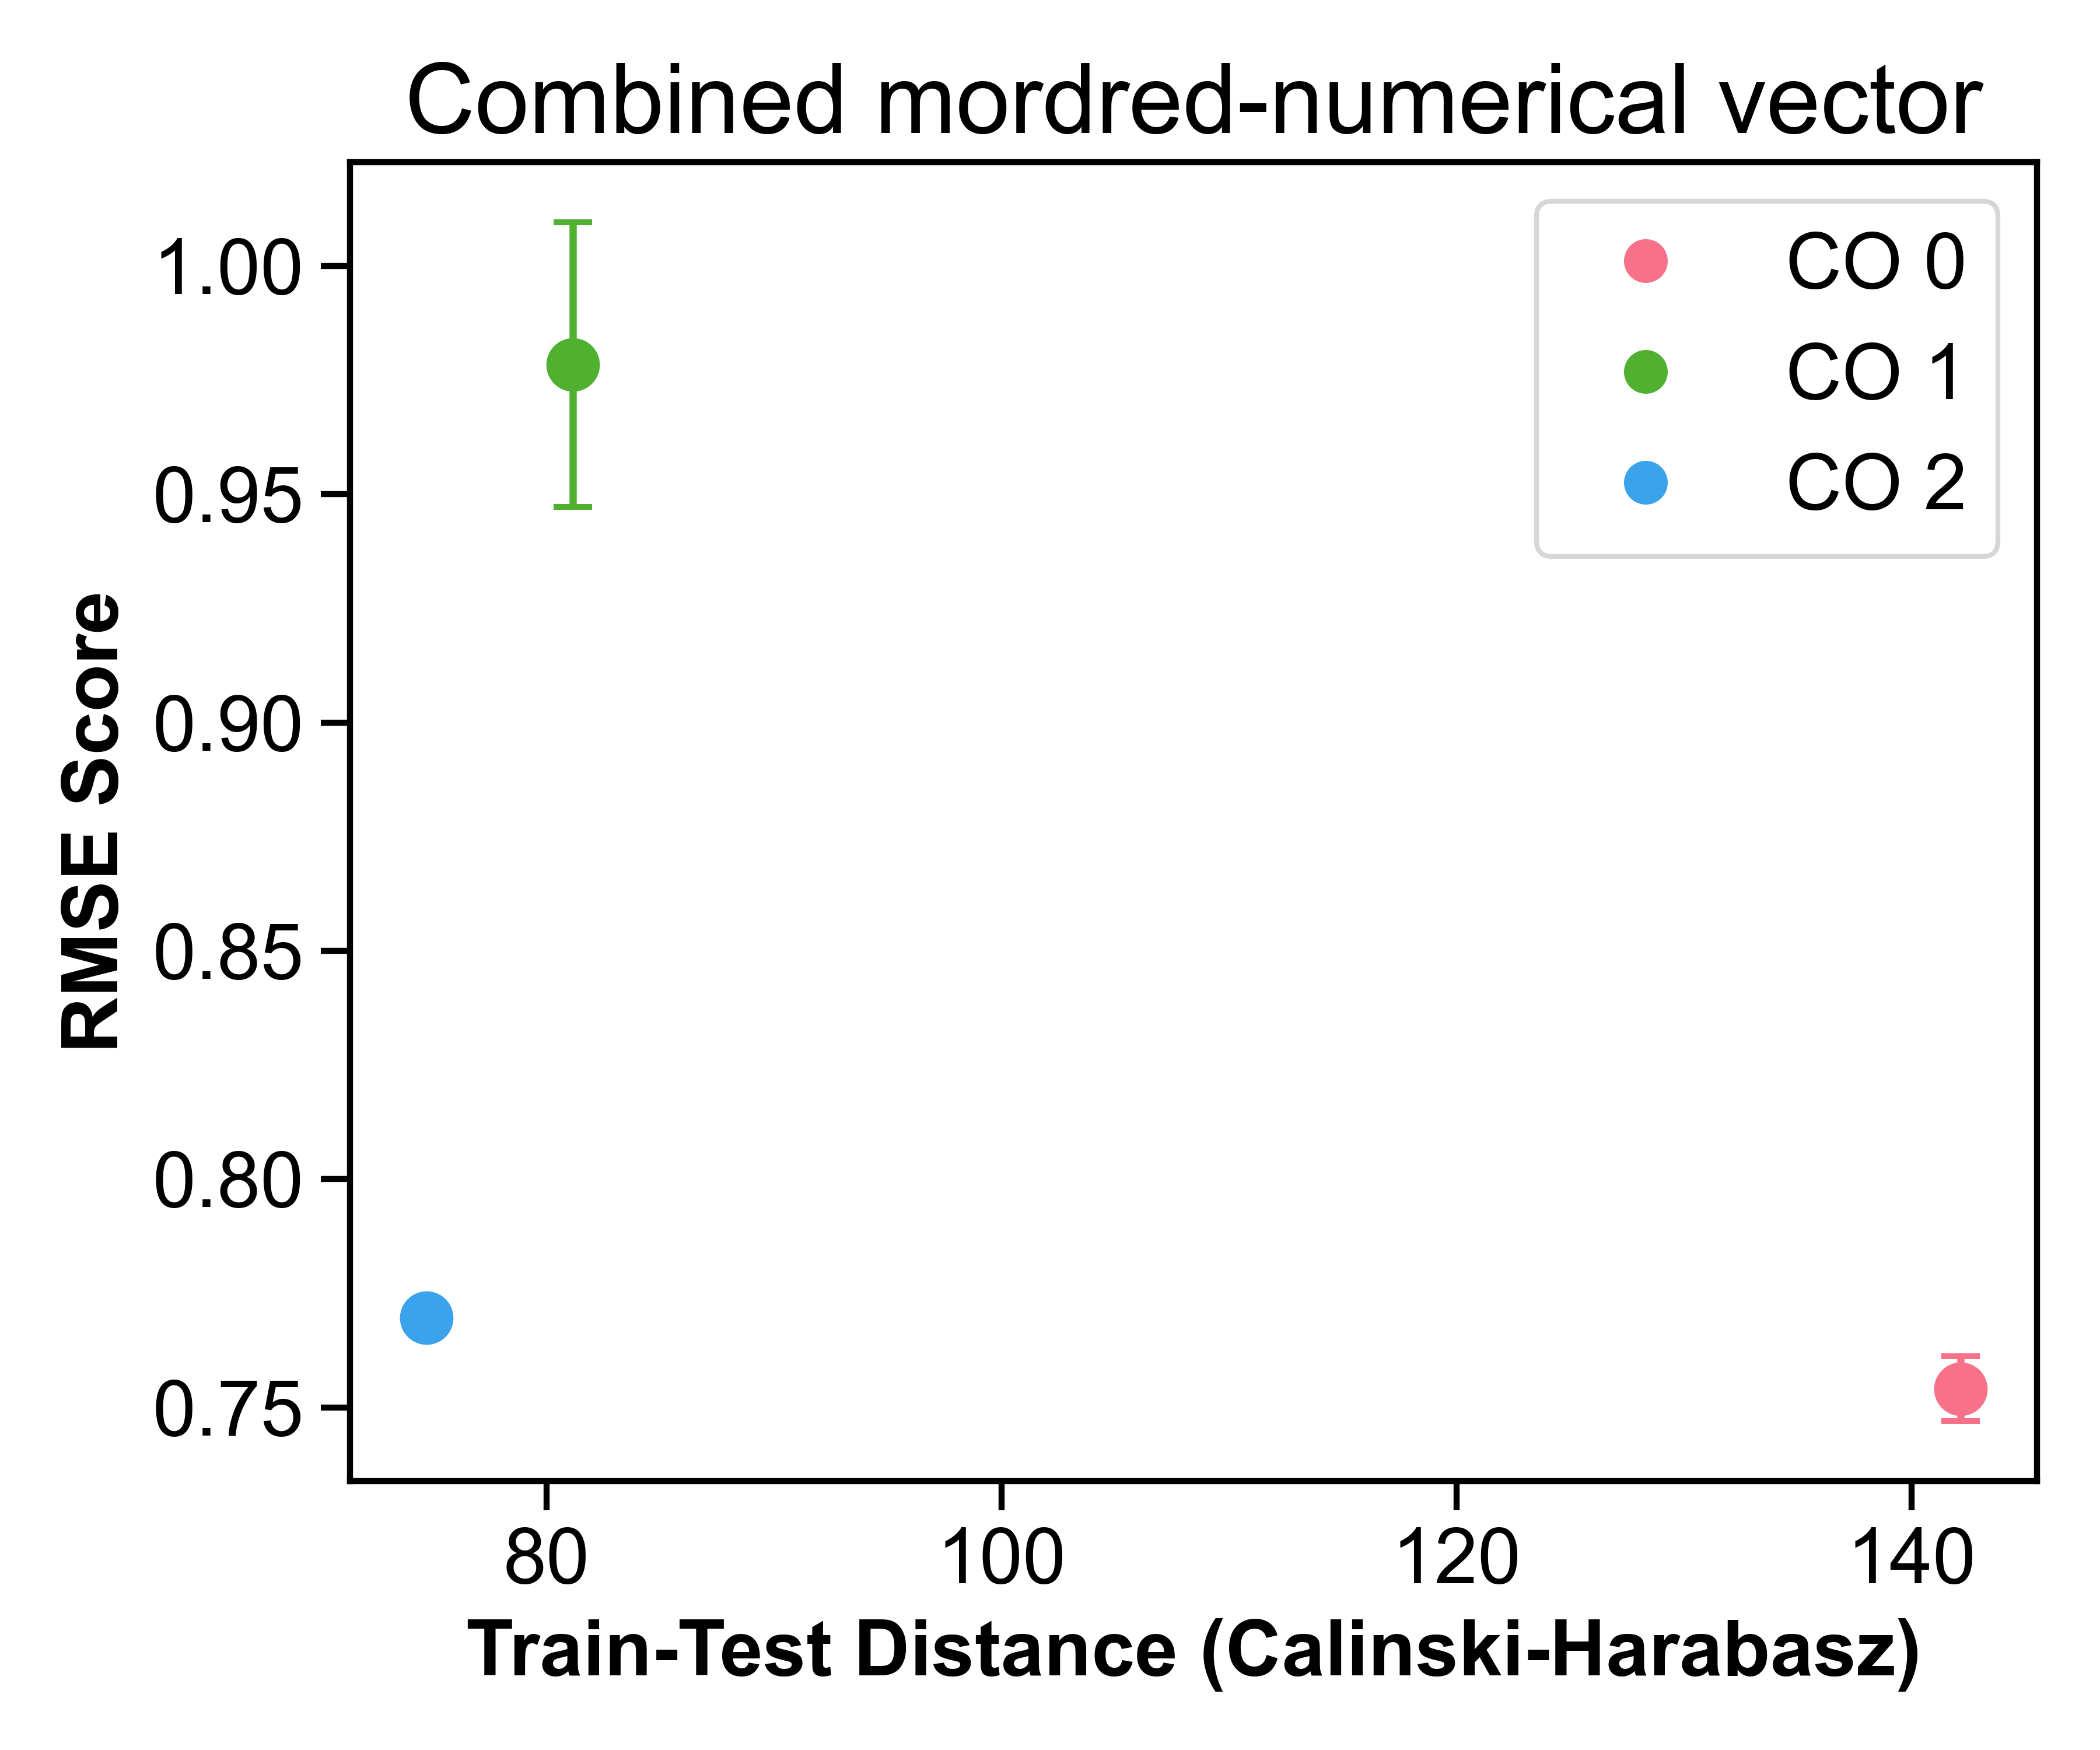 Combined mordred-numerical vector
CO 0
CO 1
CO 2
RMSE Score
1.00
0.95
0.90
0.85
0.80
0.75
80 100 120 140
Train-Test Distance (Calinski-Harabasz)